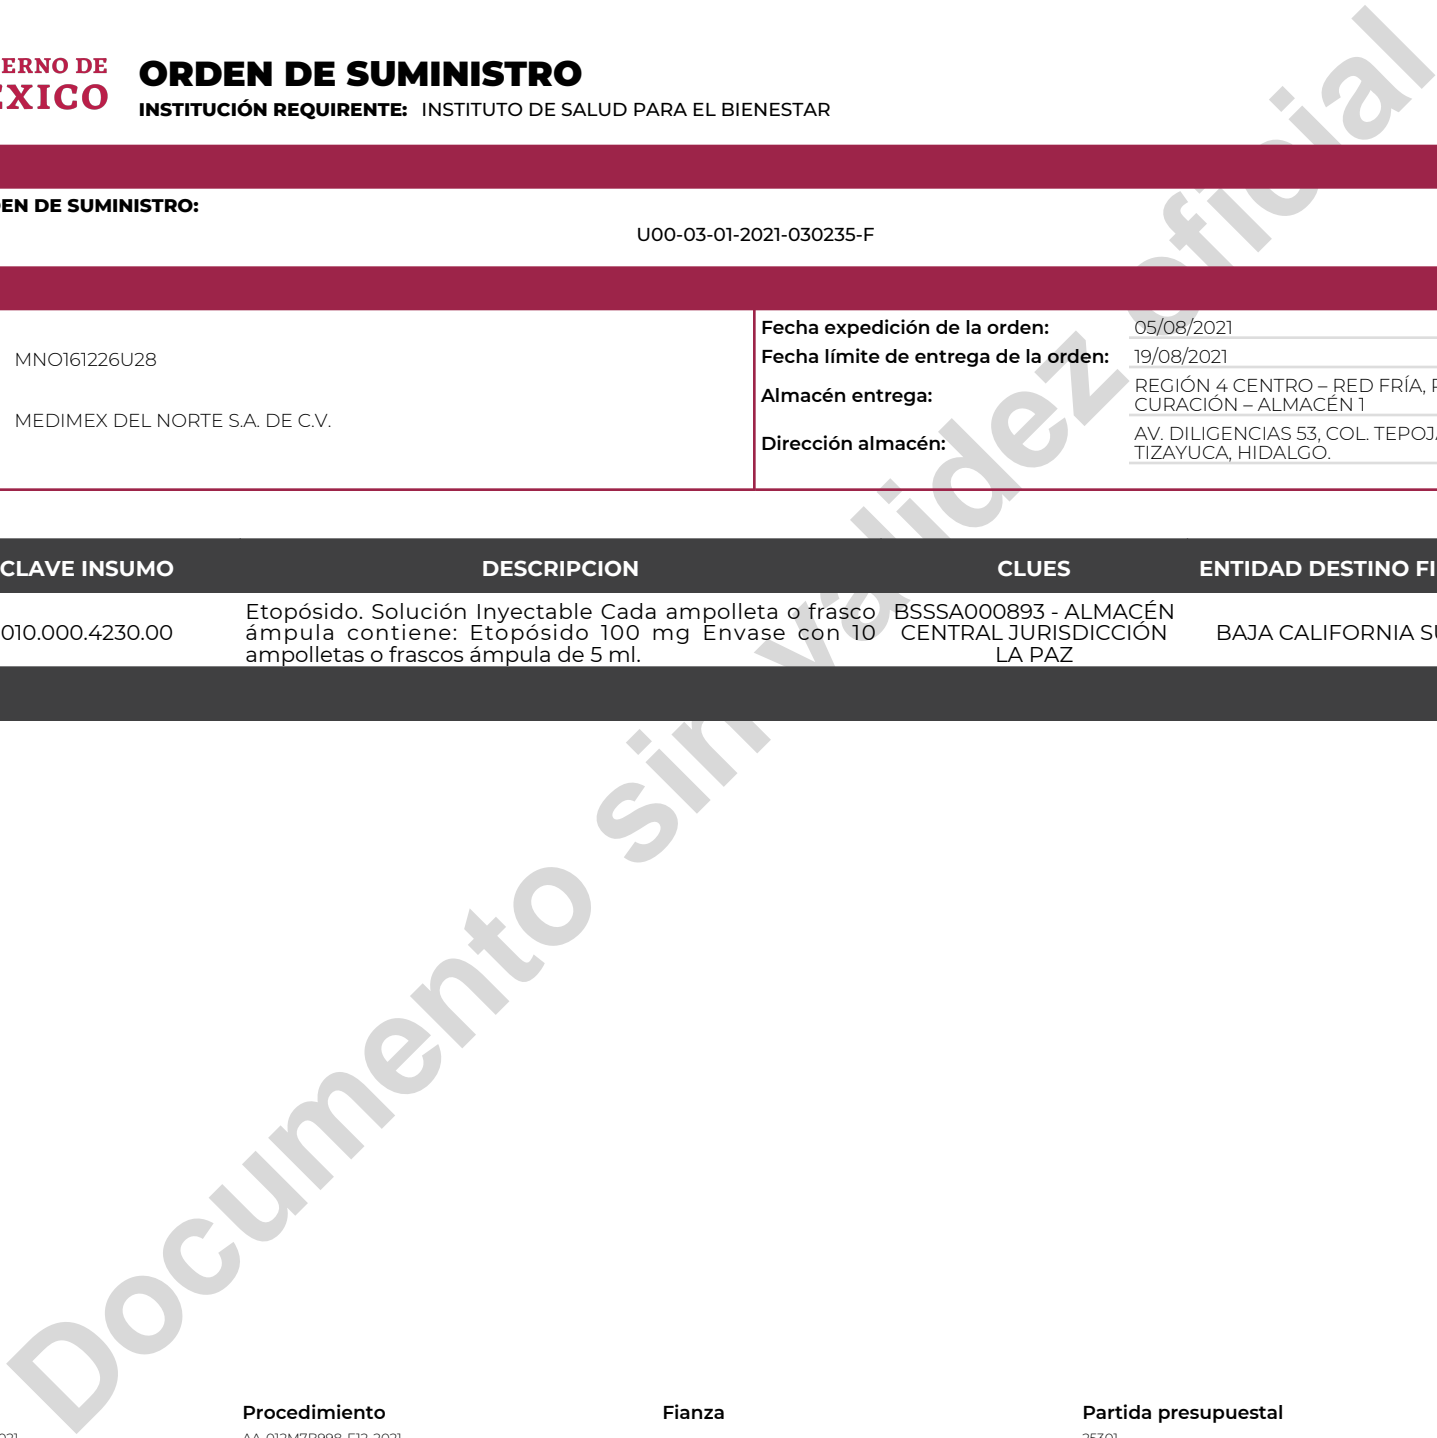 ERNO DE
ÉXICO
ORDEN DE SUMINISTRO
INSTITUCIÓN REQUIRENTE: INSTITUTO DE SALUD PARA EL BIENESTAR
EN DE SUMINISTRO:
U00-03-01-2021-030235-F
MNO161226U28
MEDIMEX DEL NORTE S.A. DE C.V.
Fecha expedición de la orden: 05/08/2021
Fecha límite de entrega de la orden: 19/08/2021
Almacén entrega: REGIÓN 4 CENTRO – RED FRÍA,
CURACIÓN – ALMACÉN 1
Dirección almacén: AV. DILIGENCIAS 53, COL. TEPOJA
TIZAYUCA, HIDALGO.
CLAVE INSUMO DESCRIPCION CLUES ENTIDAD DESTINO FI
010.000.4230.00
Etopósido. Solución Inyectable Cada ampolleta o frasco
ámpula contiene: Etopósido 100 mg Envase con 10
ampolletas o frascos ámpula de 5 ml.
BSSSA000893 - ALMACÉN
CENTRAL JURISDICCIÓN
LA PAZ
BAJA CALIFORNIA SU
Documento sin validez oficial
Procedimiento Fianza Partida presupuestal